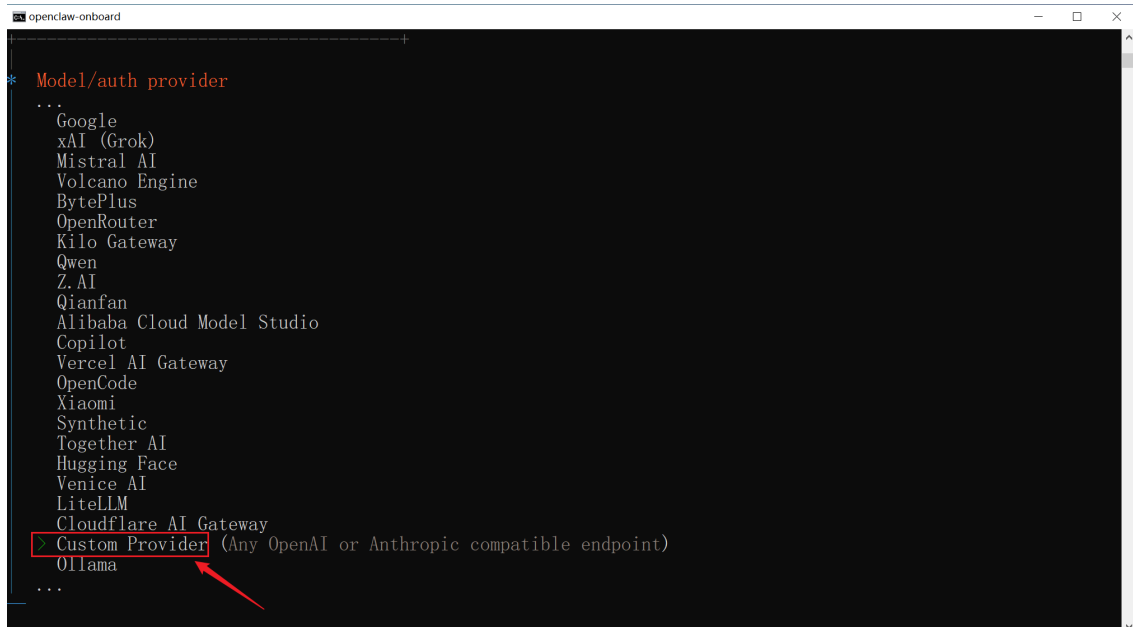 openclaw-onboard
* Model/auth provider
...
Google
xAI (Grok)
Mistral AI
Volcano Engine
BytePlus
OpenRouter
Kilo Gateway
Qwen
Z.AI
Qianfan
Alibaba Cloud Model Studio
Copilot
Vercel AI Gateway
OpenCode
Xiaomi
Synthetic
Together AI
Hugging Face
Venice AI
LiteLLM
Cloudflare AI Gateway
> Custom Provider (Any OpenAI or Anthropic compatible endpoint)
Ollama
...